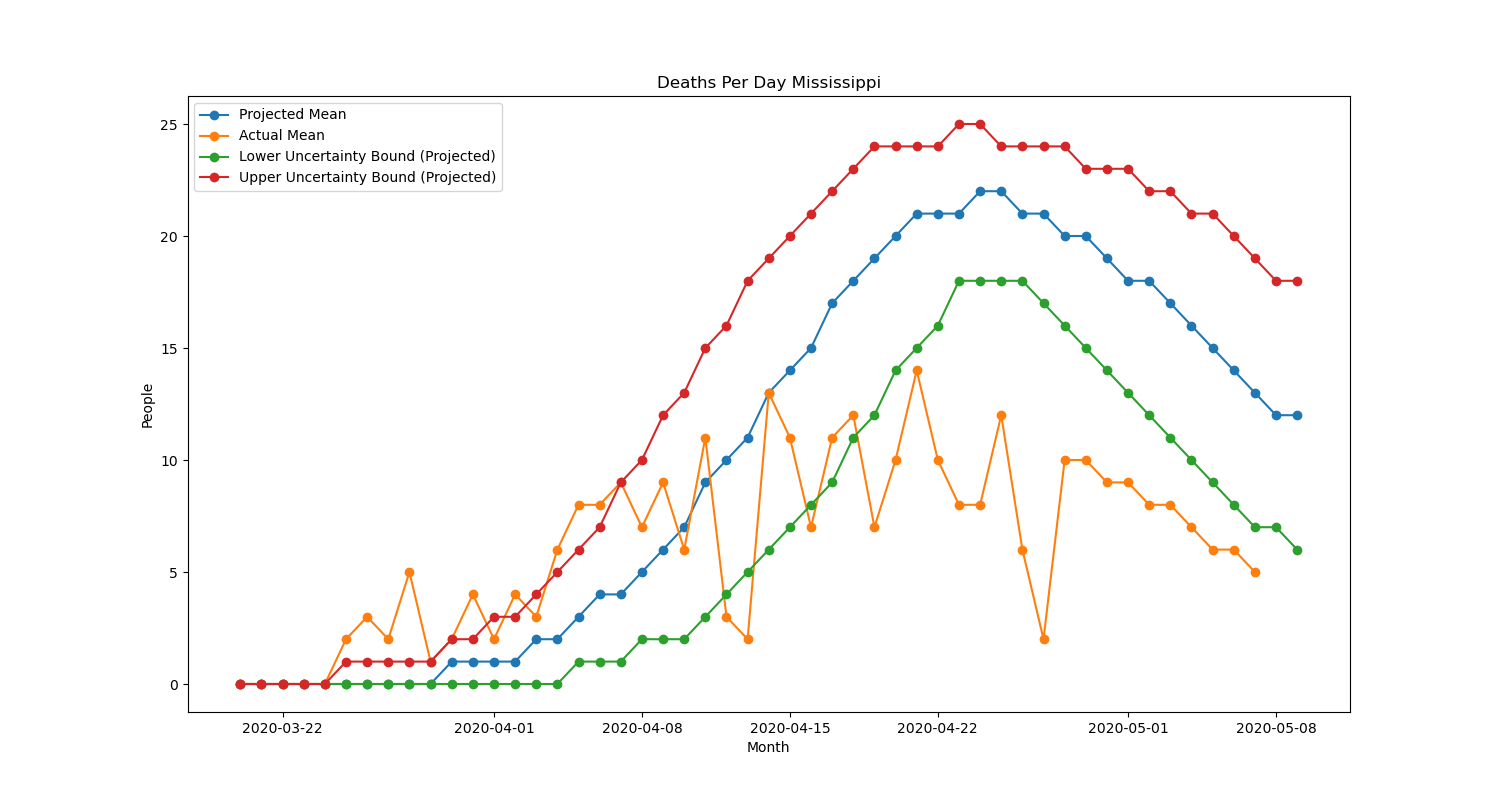 Deaths Per Day Mississippi
Projected Mean
Actual Mean
Lower Uncertainty Bound (Projected)
Upper Uncertainty Bound (Projected)
25
20
15
10
5
0
People
2020-03-22 2020-04-01 2020-04-08 2020-04-15 2020-04-22 2020-05-01 2020-05-08
Month